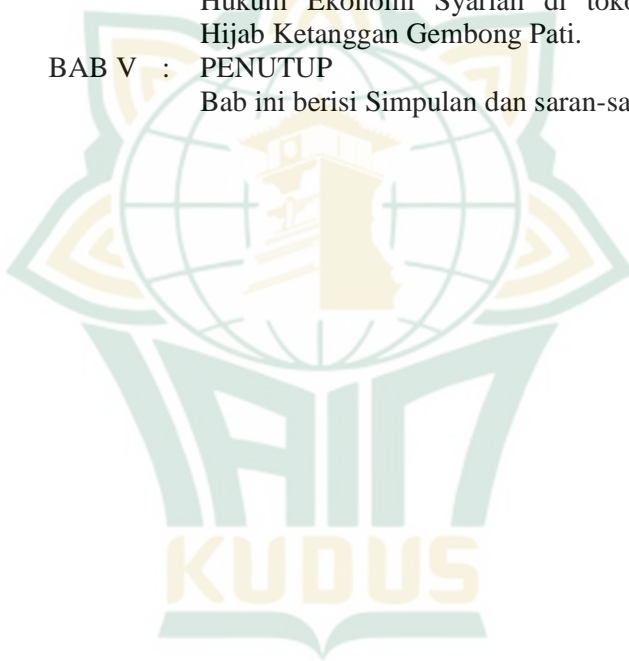 Hukum Ekonomi Syariah di toko
Hijab Ketanggan Gembong Pati.
BAB V : PENUTUP
Bab ini berisi Simpulan dan saran-sa
IAIN
KUDUS